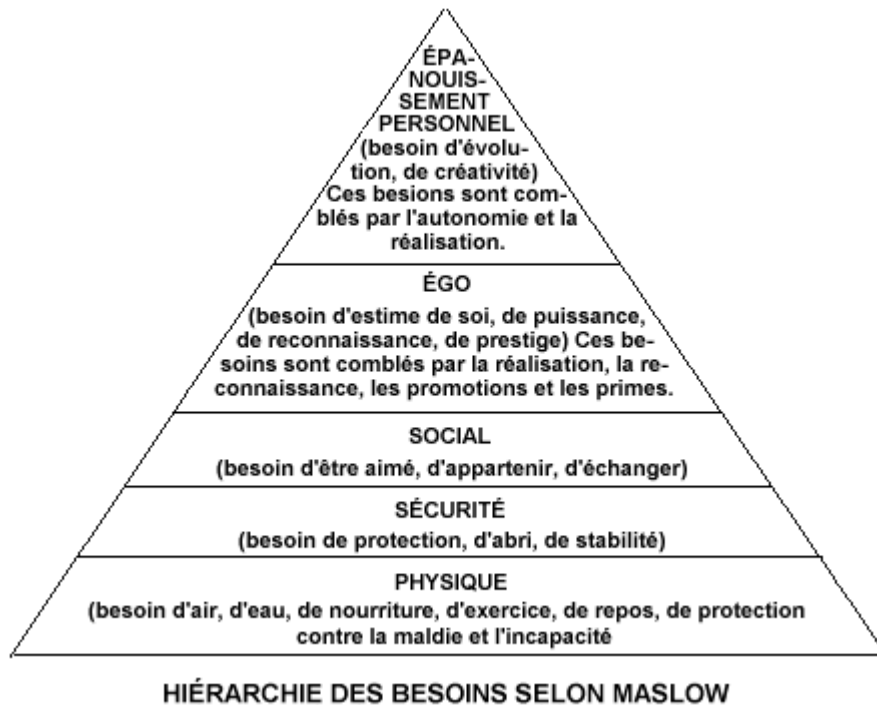 ÉPA-
NOUIS-
SEMENT
PERSONNEL
(besoin d'évolu-
tion, de créativité)
Ces besions sont com-
blés par l'autonomie et la
réalisation.
ÉGO
(besoin d'estime de soi, de puissance,
de reconnaissance, de prestige) Ces be-
soins sont comblés par la réalisation, la re-
connaissance, les promotions et les primes.
SOCIAL
(besoin d'être aimé, d'appartenir, d'échanger)
SÉCURITÉ
(besoin de protection, d'abri, de stabilité)
PHYSIQUE
(besoin d'air, d'eau, de nourriture, d'exercice, de repos, de protection
contre la maldie et l'incapacité
HIÉRARCHIE DES BESOINS SELON MASLOW